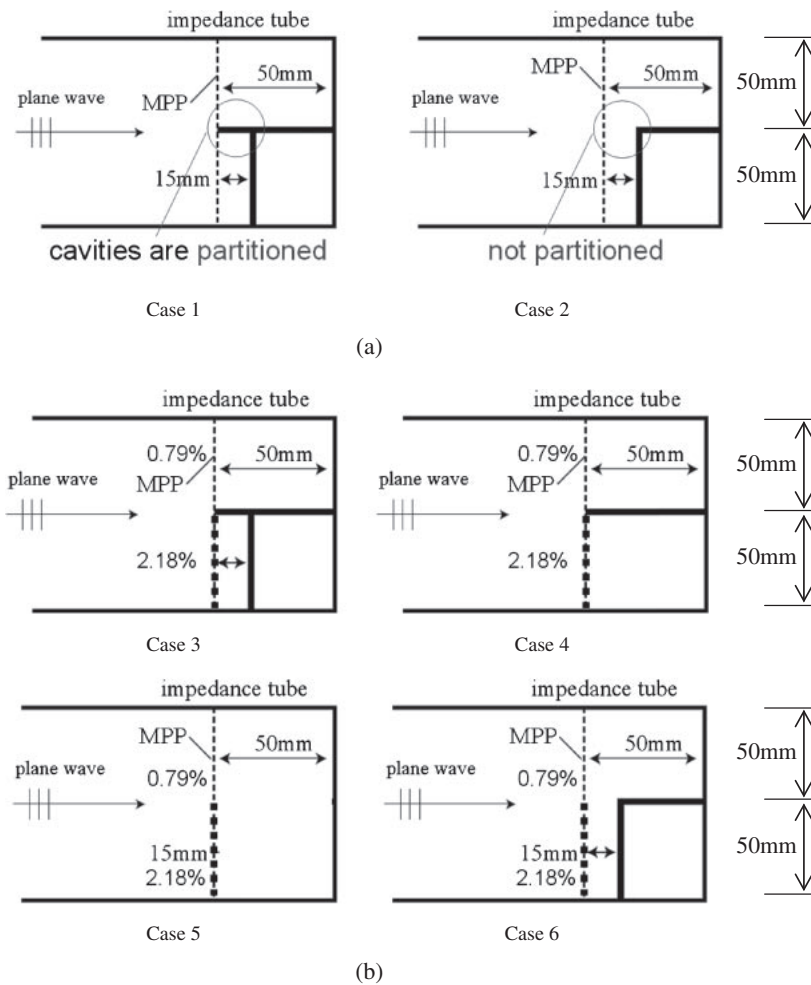 impedance tube
50mm
MPP
plane wave
15mm
cavities are partitioned
Case 1
impedance tube
50mm
MPP
plane wave
15mm
not partitioned
Case 2
50mm
50mm
(a)
impedance tube
0.79%
50mm
MPP
plane wave
2.18%
Case 3
impedance tube
0.79%
50mm
MPP
plane wave
2.18%
Case 4
50mm
50mm
impedance tube
MPP
50mm
0.79%
plane wave
15mm
2.18%
Case 5
impedance tube
MPP
50mm
0.79%
plane wave
15mm
2.18%
Case 6
50mm
50mm
(b)